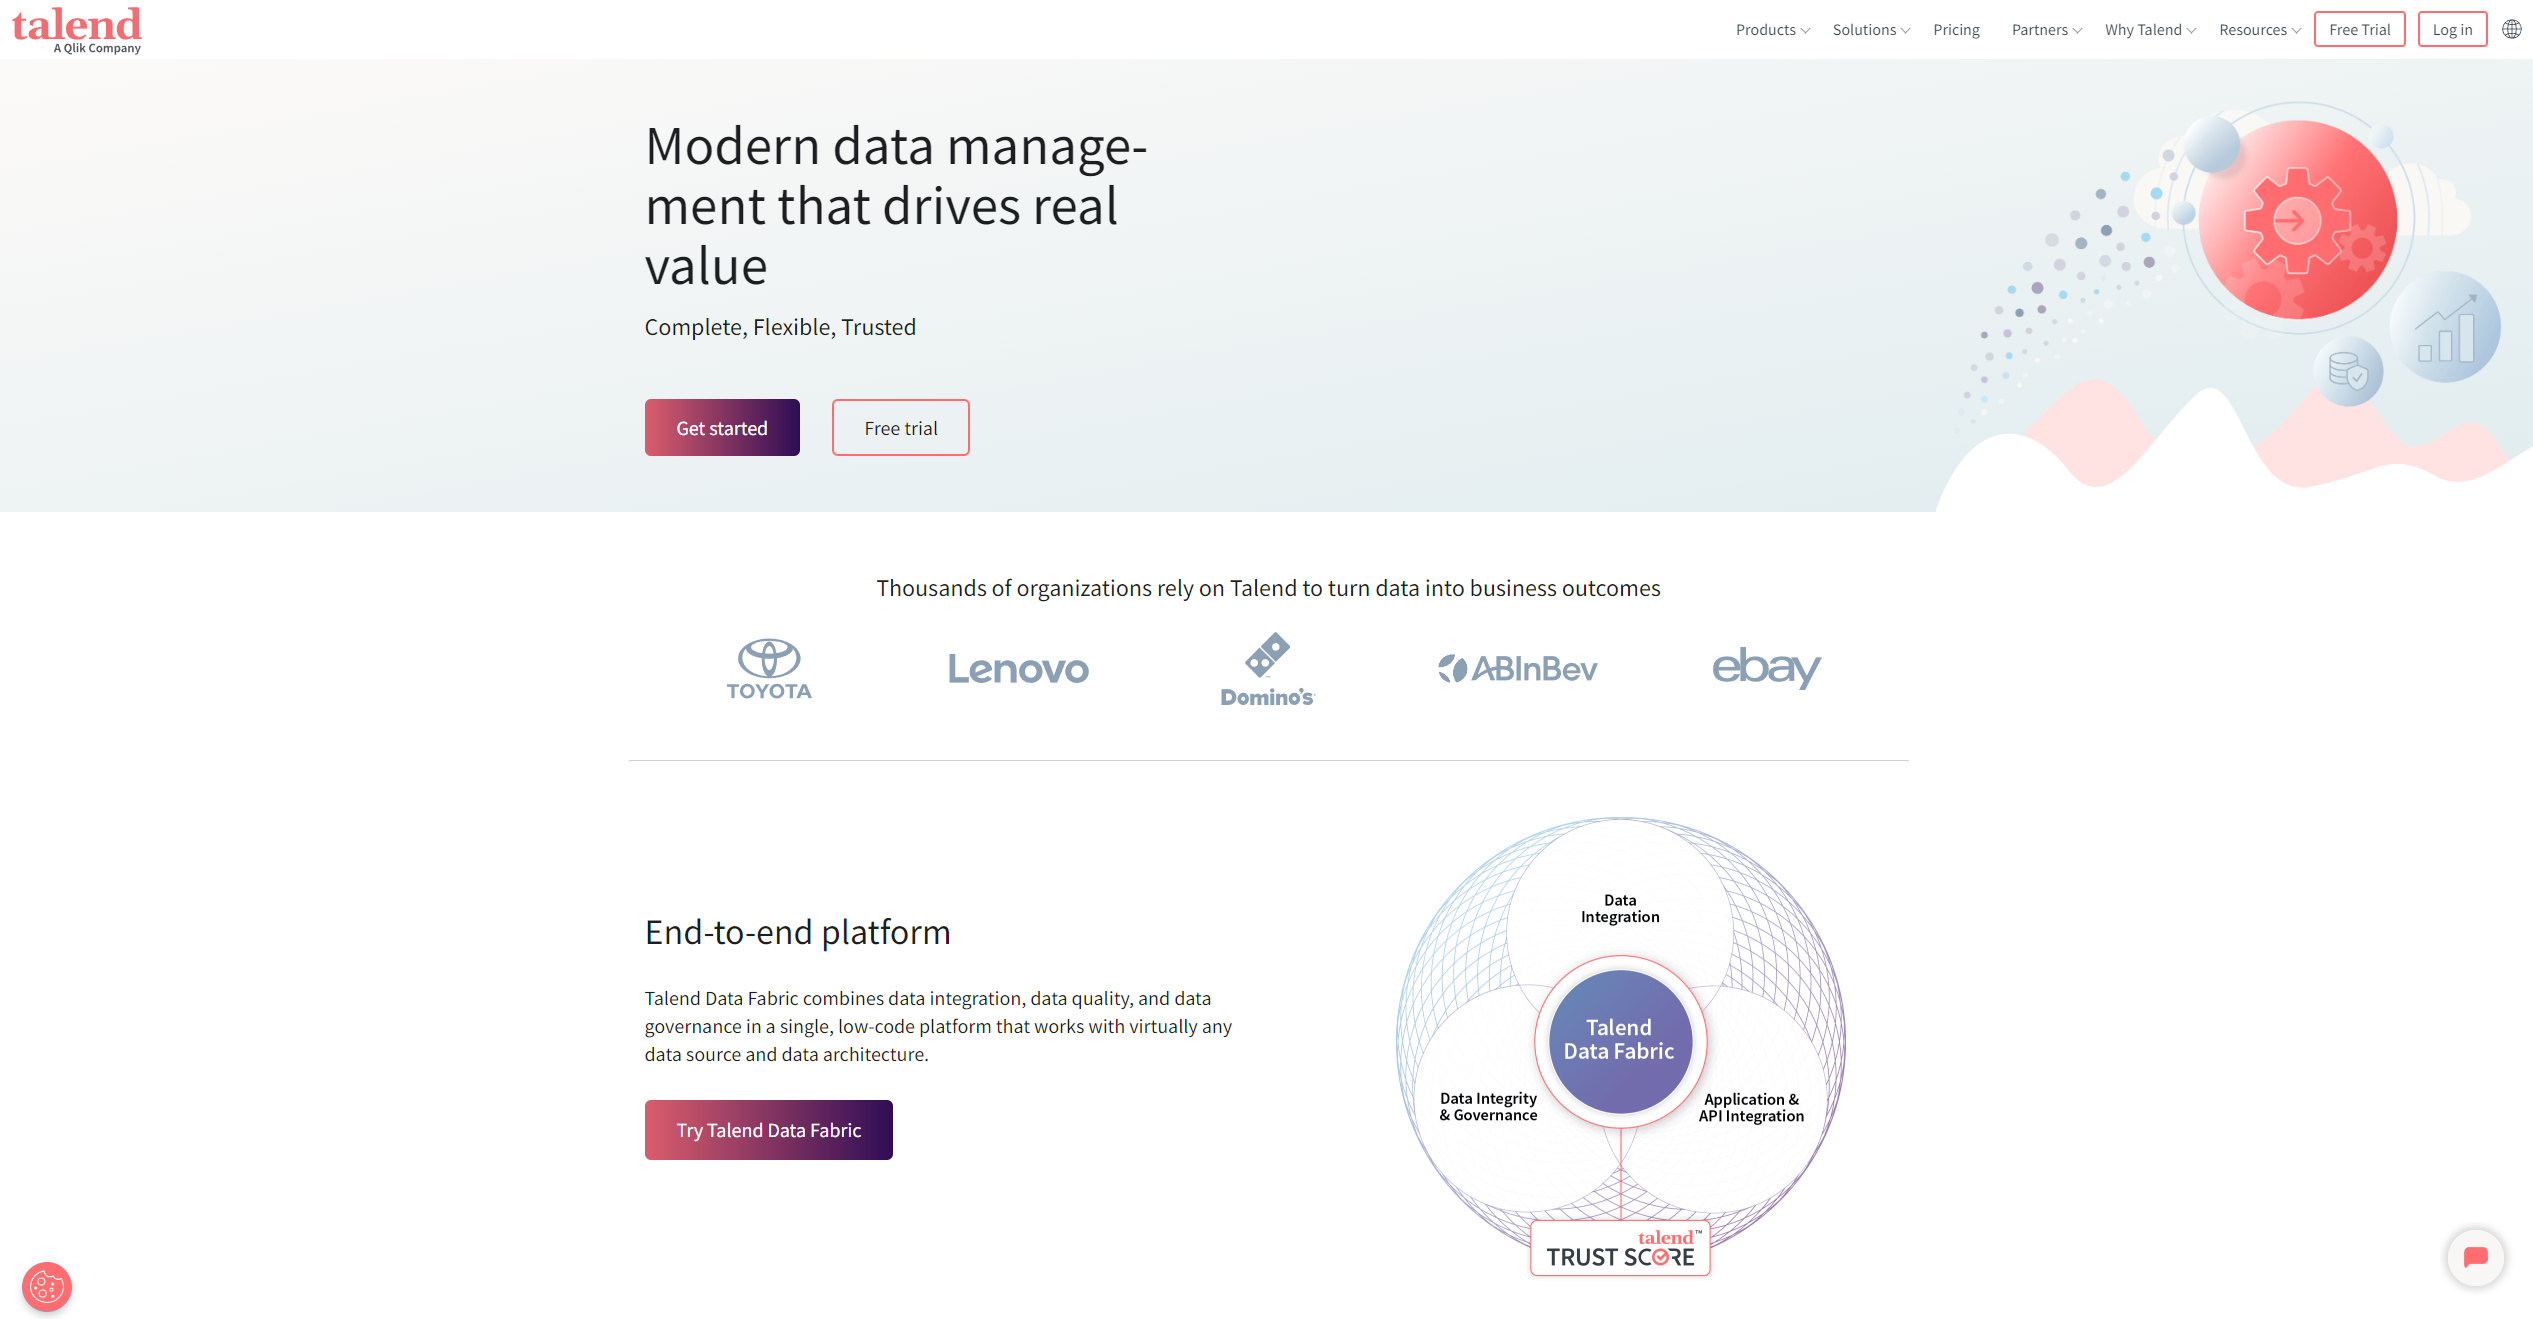 talend
A Qlik Company
Products
Solutions
Pricing
Partners
Why Talend
Resources
Free Trial
Log in
Modern data manage-
ment that drives real
value
Complete, Flexible, Trusted
Get started
Free trial
Thousands of organizations rely on Talend to turn data into business outcomes
TOYOTA
Lenovo
Domino's
ABInBev
ebay
End-to-end platform
Talend Data Fabric combines data integration, data quality, and data
governance in a single, low-code platform that works with virtually any
data source and data architecture.
Try Talend Data Fabric
Data
Integration
Talend
Data Fabric
Data Integrity
& Governance
Application &
API Integration
talend™
TRUST SCORE